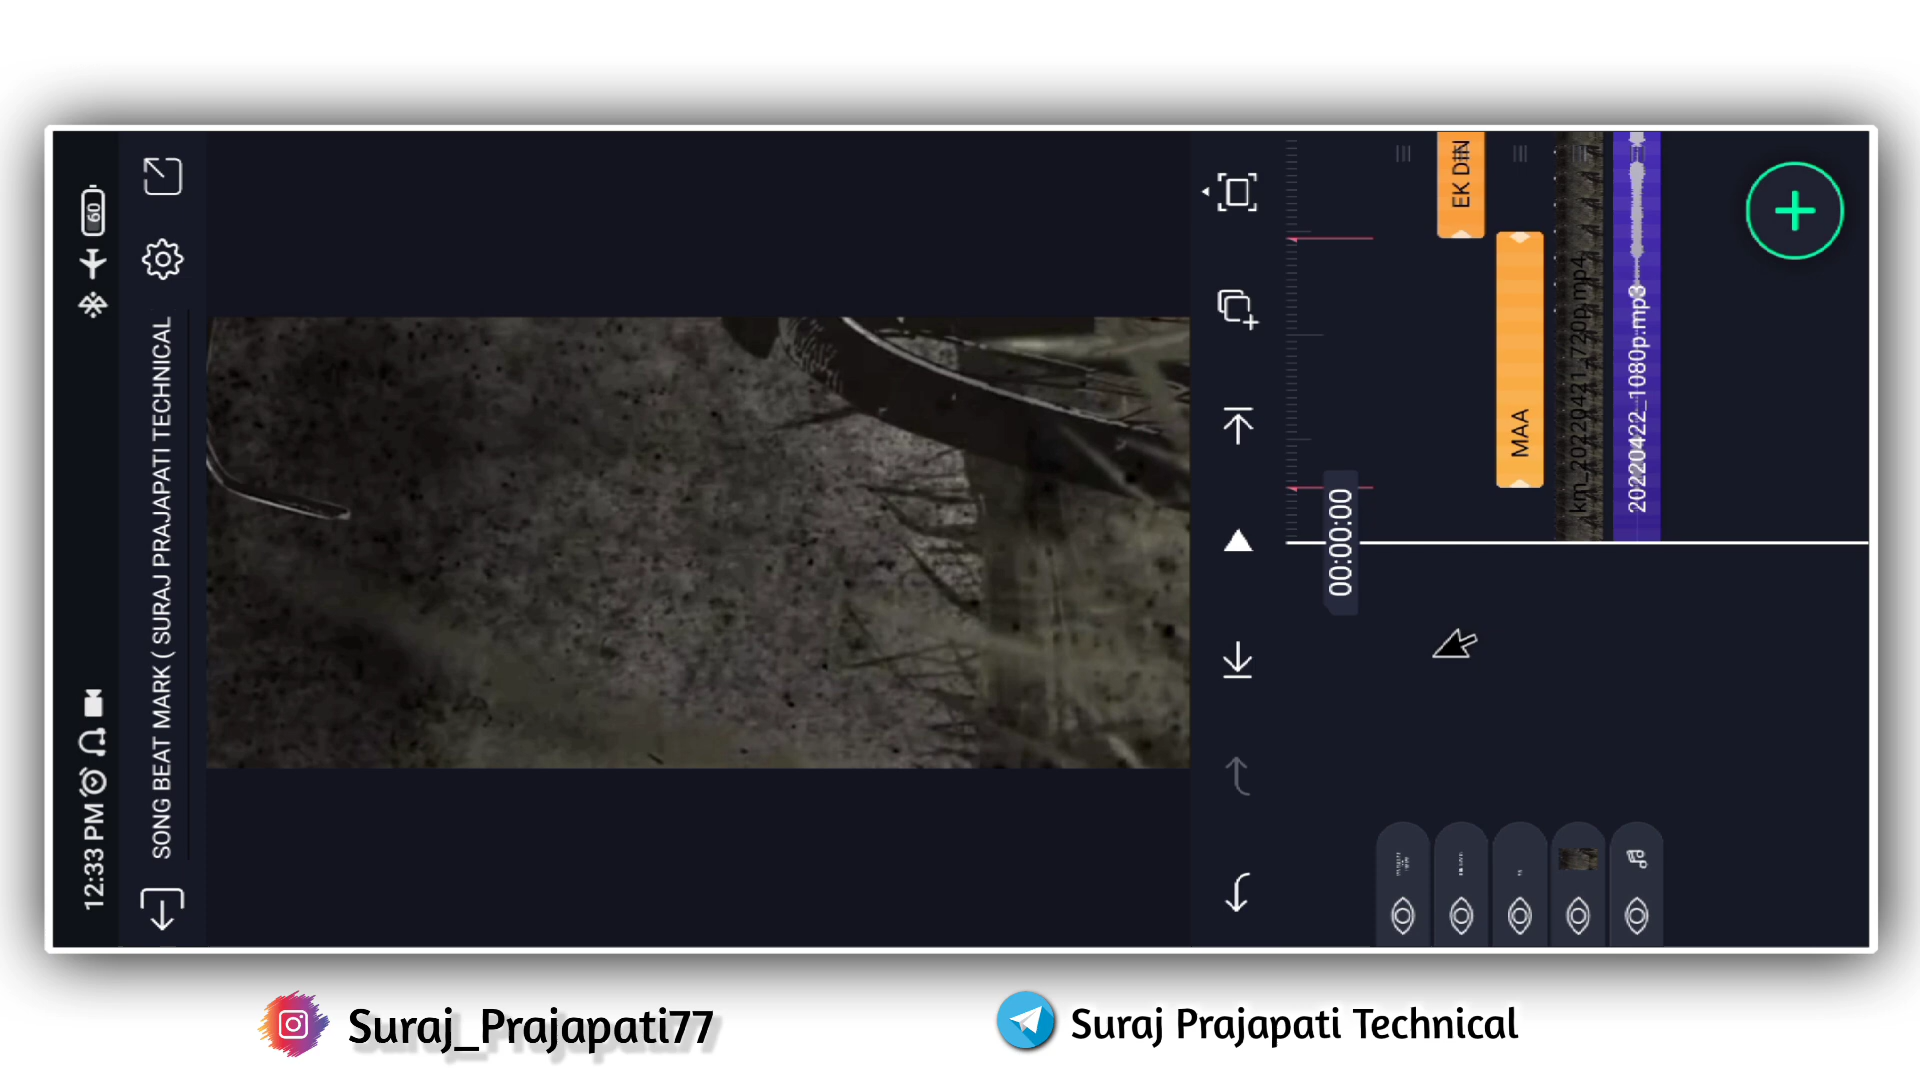 12:33 PM
60
SONG BEAT MARK ( SURAJ PRAJAPATI TECHNICAL
00:00:00
EK DIN
MAA
km_20220421_720p.mp4
20220422_1080p.mp3
Suraj_Prajapati77
Suraj Prajapati Technical